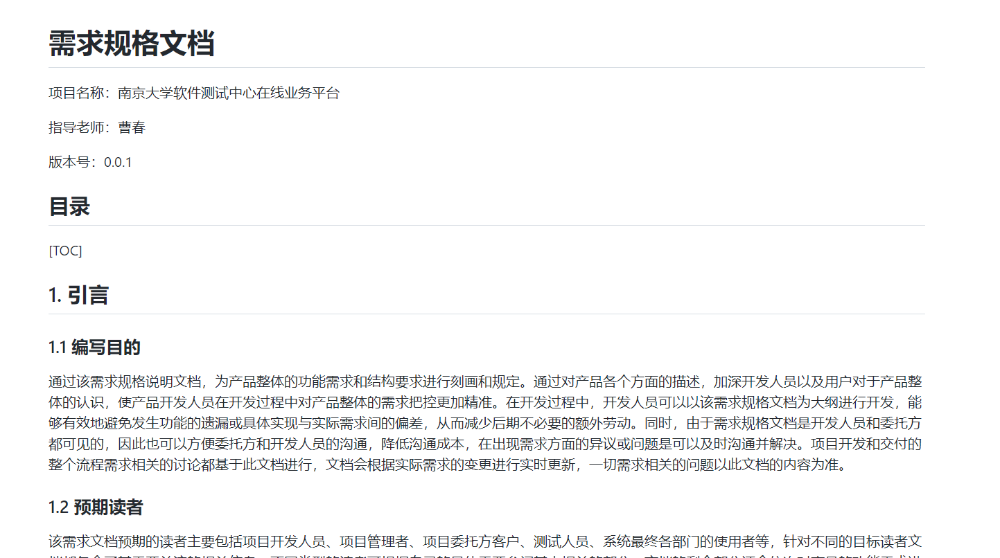 需求规格文档
项目名称：南京大学软件测试中心在线业务平台
指导老师：曹春
版本号：0.0.1
目录
[TOC]
1. 引言
1.1 编写目的
通过该需求规格说明文档，为产品整体的功能需求和结构要求进行刻画和规定。通过对产品各个方面的描述，加深开发人员以及用户对于产品整
体的认识，使产品开发人员在开发过程中对产品整体的需求把控更加精准。在开发过程中，开发人员可以以该需求规格文档为大纲进行开发，能
够有效地避免发生功能的遗漏或具体实现与实际需求间的偏差，从而减少后期不必要的额外劳动。同时，由于需求规格文档是开发人员和委托方
都可见的，因此也可以方便委托方和开发人员的沟通，降低沟通成本，在出现需求方面的异议或问题是可以及时沟通并解决。项目开发和交付的
整个流程需求相关的讨论都基于此文档进行，文档会根据实际需求的变更进行实时更新，一切需求相关的问题以此文档的内容为准。
1.2 预期读者
该需求文档预期的读者主要包括项目开发人员、项目管理者、项目委托方客户、测试人员、系统最终各部门的使用者等，针对不同的目标读者文